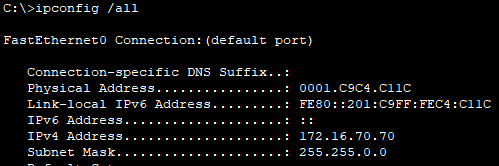 C:\>ipconfig /all
FastEthernet0 Connection:(default port)
Connection-specific DNS Suffix..:
Physical Address................: 0001.C9C4.C11C
Link-local IPv6 Address.........: FE80::201:C9FF:FEC4:C11C
IPv6 Address....................: ::
IPv4 Address....................: 172.16.70.70
Subnet Mask.....................: 255.255.0.0